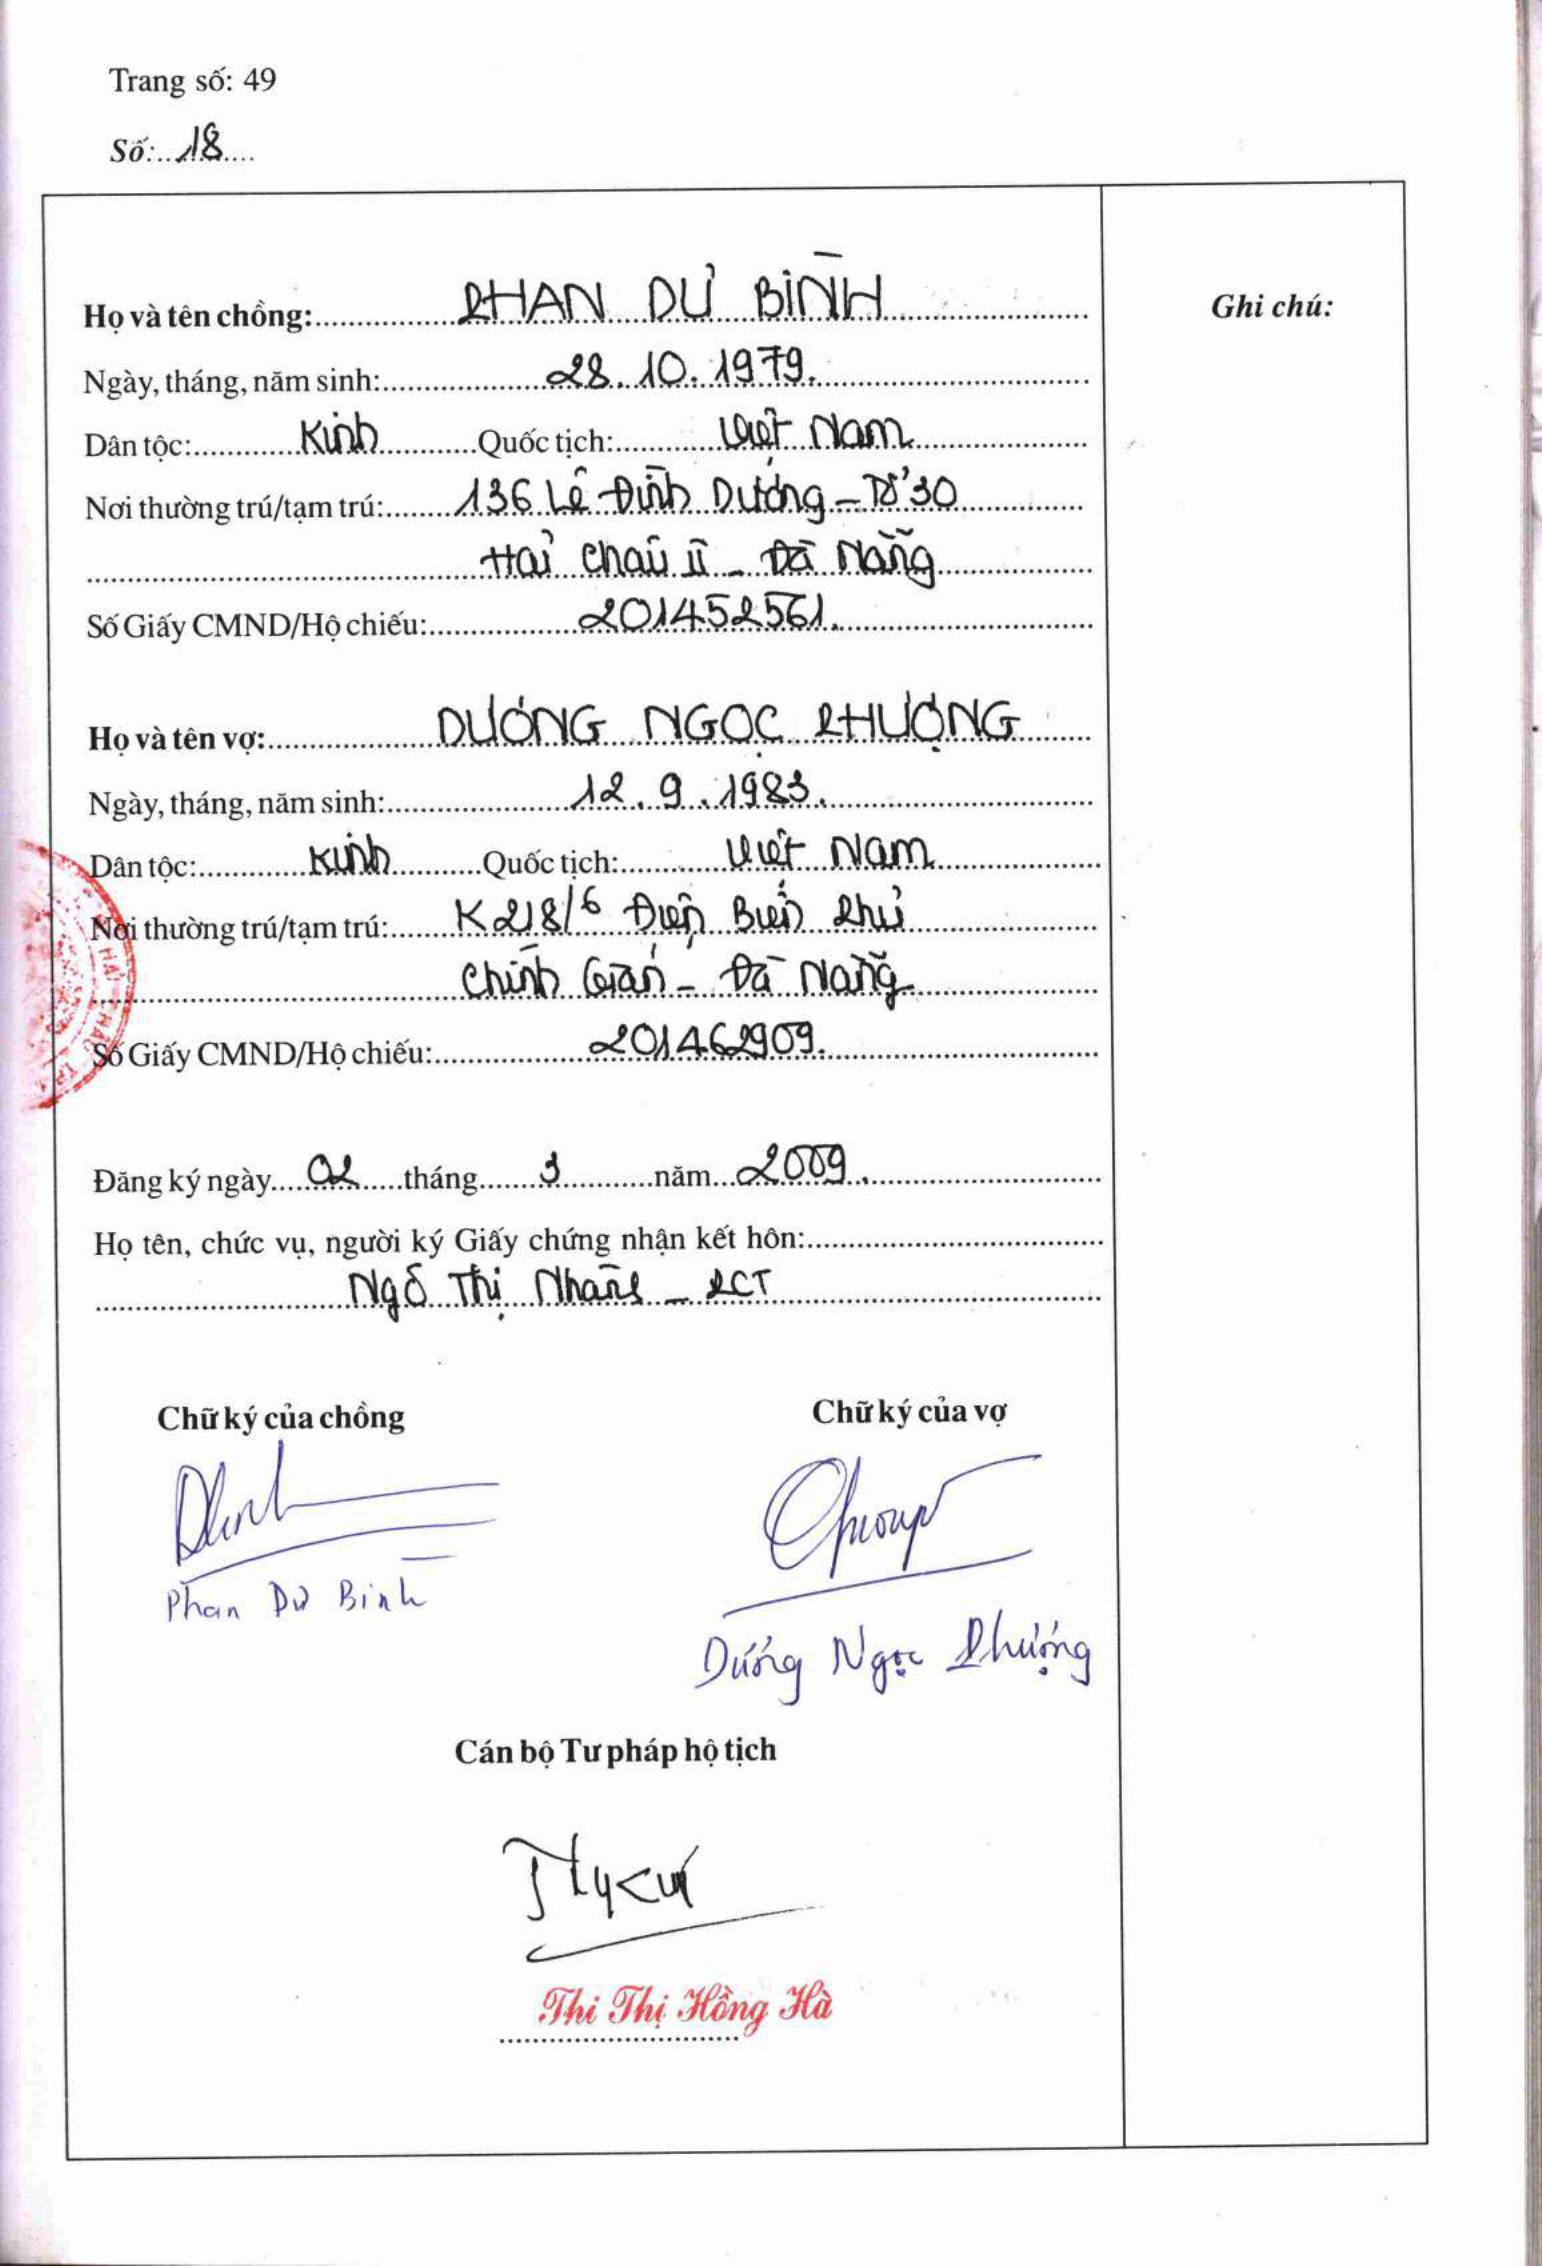 Trang số: 49
Số: 18
Ghi chú:
Họ và tên chồng: PHAN DƯ BÌNH
Ngày, tháng, năm sinh: 28.10.1979.
Dân tộc: Kinh Quốc tịch: Việt Nam
Nơi thường trú/tạm trú: 136 Lê Đình Dương - Tổ 30
Hải Châu II - Đà Nẵng
Số Giấy CMND/Hộ chiếu: 201452561.
Họ và tên vợ: DƯƠNG NGỌC PHƯỢNG
Ngày, tháng, năm sinh: 12.9.1983.
Dân tộc: Kinh Quốc tịch: Việt Nam
Nơi thường trú/tạm trú: K218/6 Điện Biên Phủ
Chính Gián - Đà Nẵng
Số Giấy CMND/Hộ chiếu: 201462909.
Đăng ký ngày 02 tháng 3 năm 2009.
Họ tên, chức vụ, người ký Giấy chứng nhận kết hôn:
Ngô Thị Nhàng - PCT
Chữ ký của chồng Chữ ký của vợ
Phan Dư Bình
Dương Ngọc Phượng
Cán bộ Tư pháp hộ tịch
Thi Thị Hồng Hà